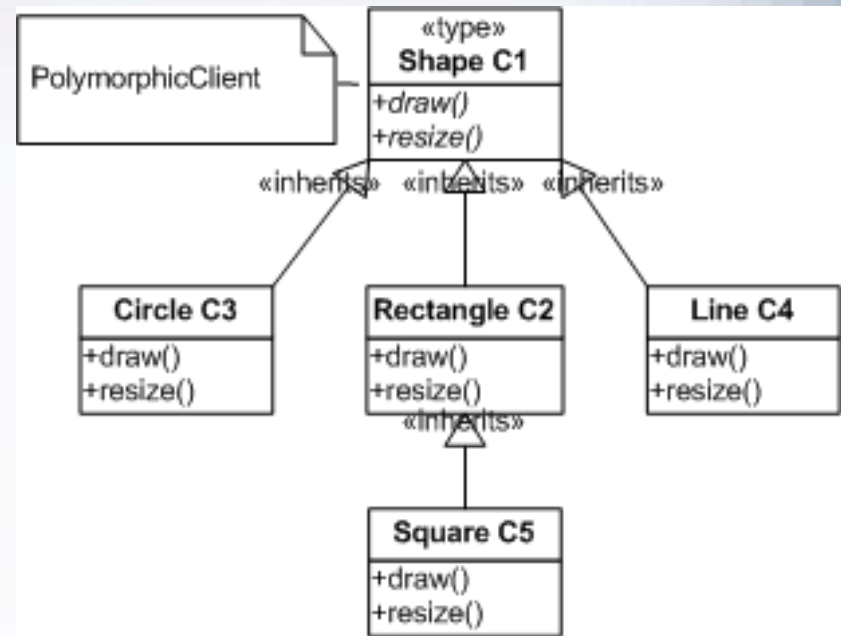 PolymorphicClient
«type»
Shape C1
+draw()
+resize()
«inherits» «inherits» «inherits»
Circle C3
+draw()
+resize()
Rectangle C2
+draw()
+resize()
Line C4
+draw()
+resize()
«inherits»
Square C5
+draw()
+resize()